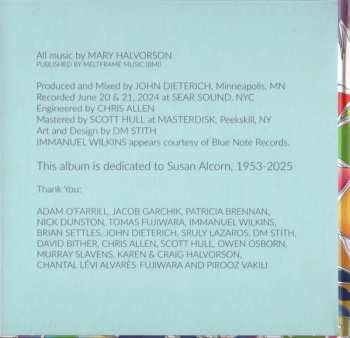 All music by MARY HALVORSON
PUBLISHED BY MELTFRAME MUSIC (BMI)
Produced and Mixed by JOHN DIETERICH, Minneapolis, MN
Recorded June 20 & 21, 2024 at SEAR SOUND, NYC
Engineered by CHRIS ALLEN
Mastered by SCOTT HULL at MASTERDISK, Peekskill, NY
Art and Design by DM STITH
IMMANUEL WILKINS appears courtesy of Blue Note Records.
This album is dedicated to Susan Alcorn, 1953-2025
Thank You:
ADAM O'FARRILL, JACOB GARCHIK, PATRICIA BRENNAN,
NICK DUNSTON, TOMAS FUJIWARA, IMMANUEL WILKINS,
BRIAN SETTLES, JOHN DIETERICH, SRULY LAZAROS, DM STITH,
DAVID BITHER, CHRIS ALLEN, SCOTT HULL, OWEN OSBORN,
MURRAY SLAVENS, KAREN & CRAIG HALVORSON,
CHANTAL LÉVI ALVARÈS-FUJIWARA AND PIROOZ VAKILI